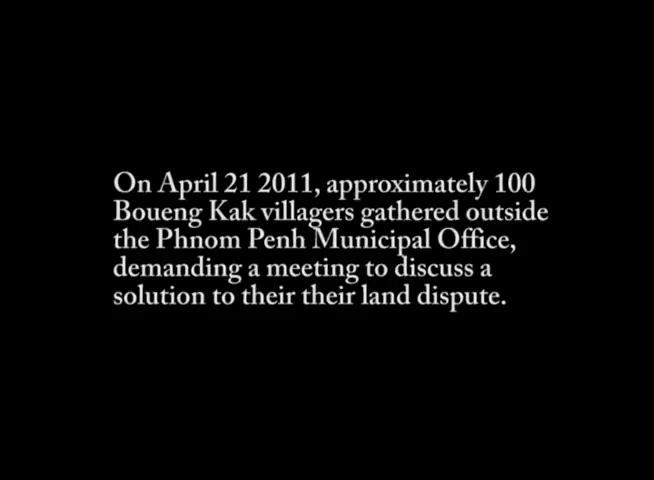 On April 21 2011, approximately 100
Boueng Kak villagers gathered outside
the Phnom Penh Municipal Office,
demanding a meeting to discuss a
solution to their their land dispute.